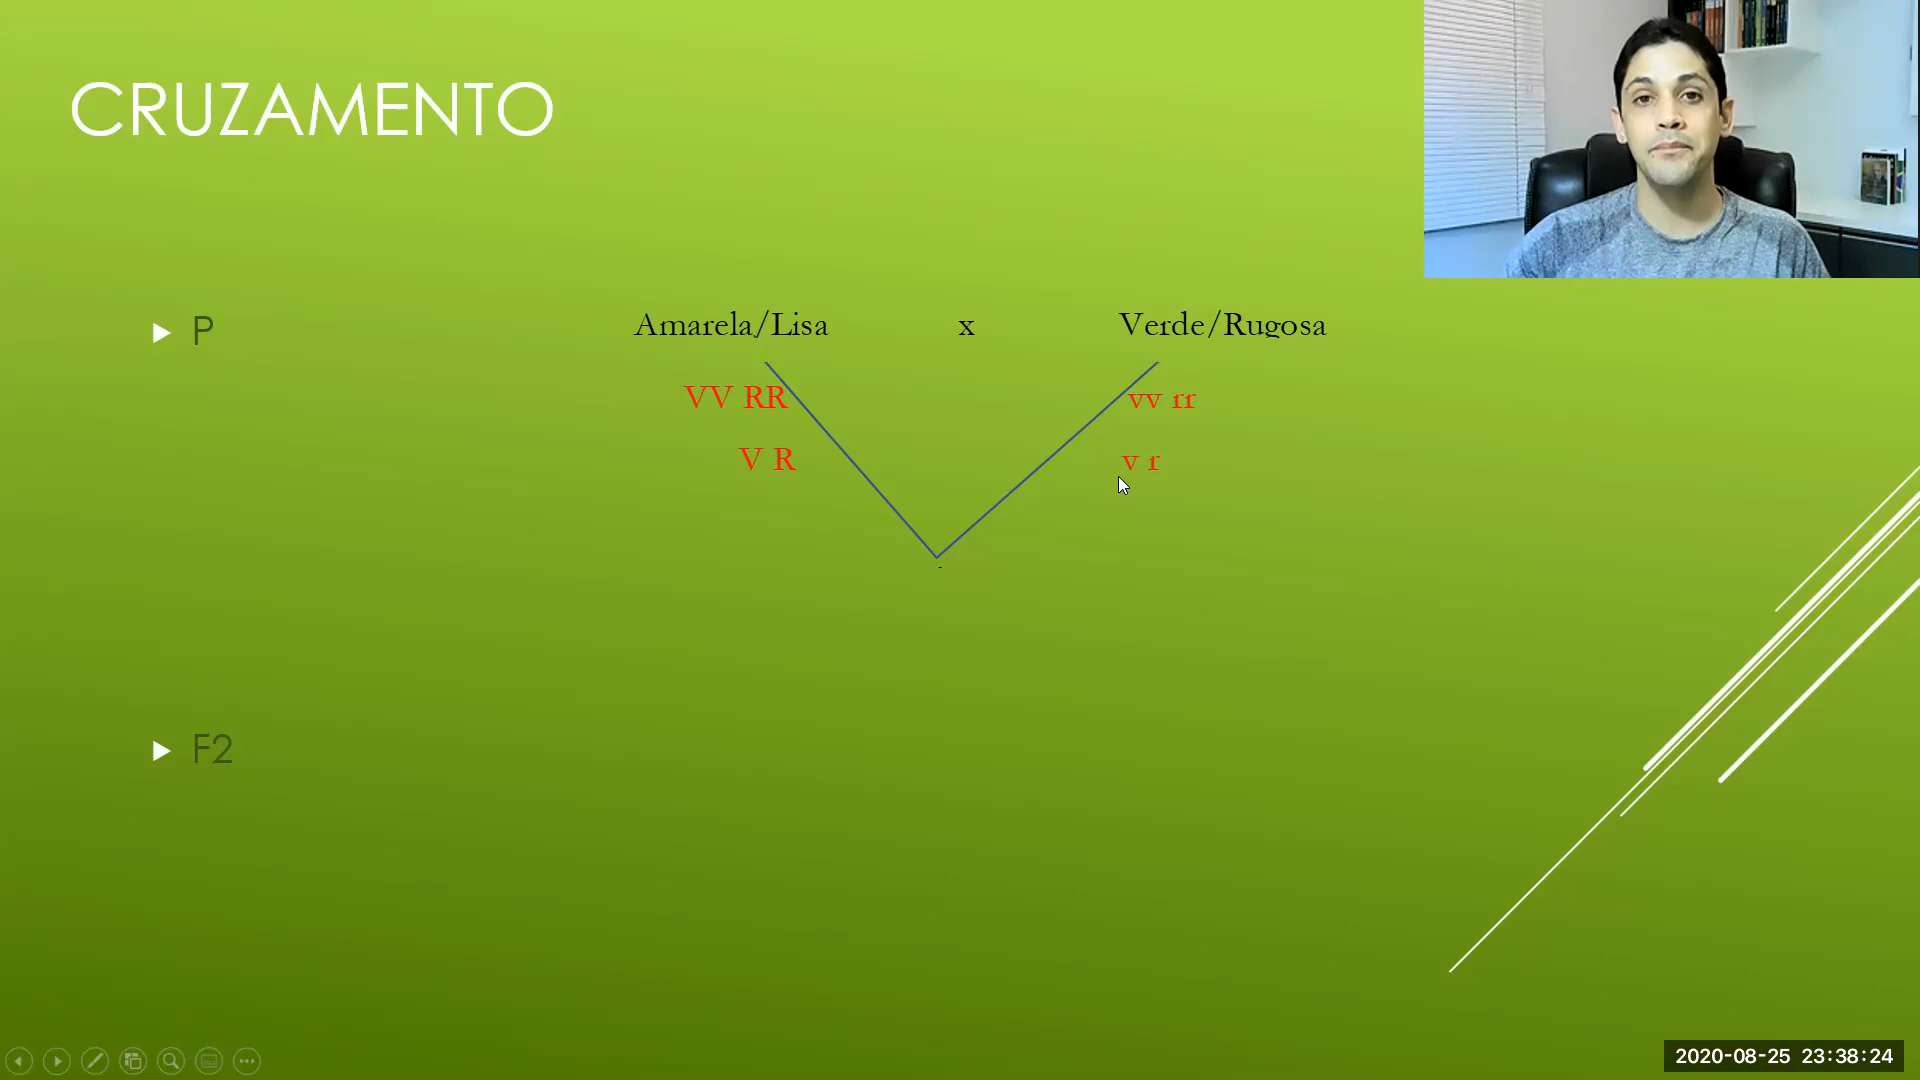 CRUZAMENTO
P
Amarela/Lisa x Verde/Rugosa
VV RR vv rr
V R v r
F2
2020-08-25 23:38:24